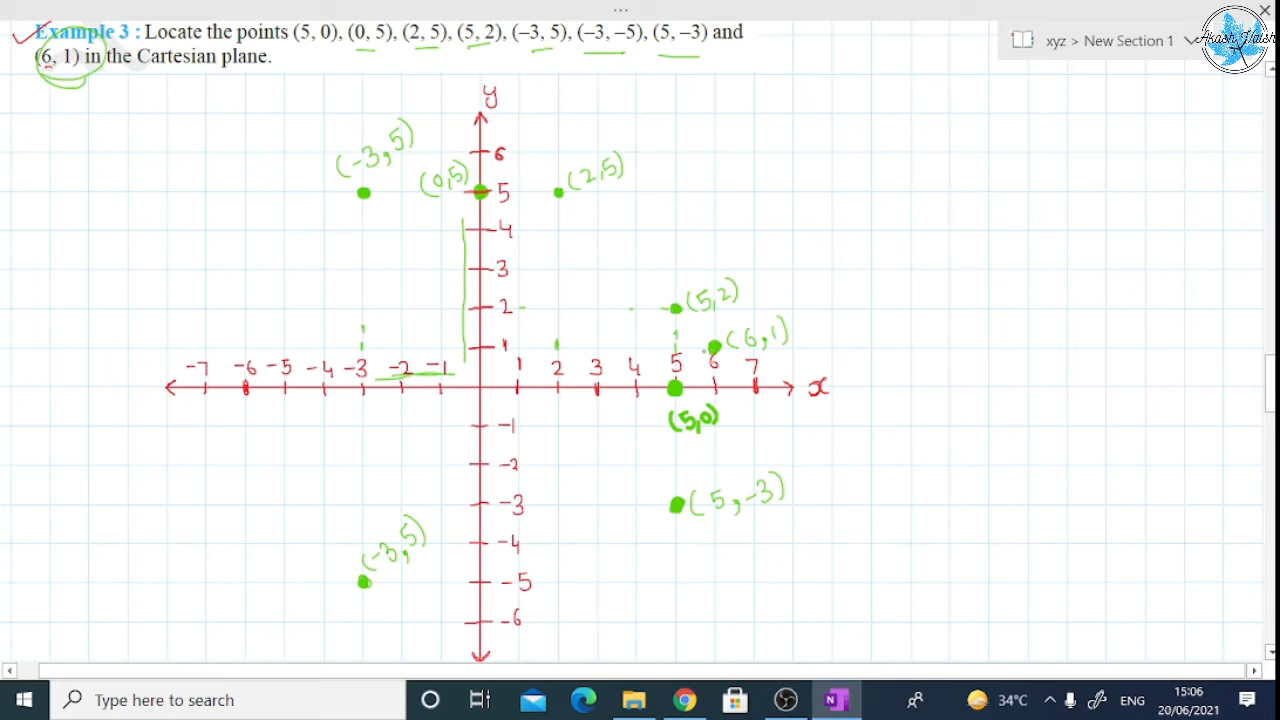 ...
Example 3 : Locate the points (5, 0), (0, 5), (2, 5), (5, 2), (−3, 5), (−3, −5), (5, −3) and
(6, 1) in the Cartesian plane.
xyz > New Section 1
y
(-3,5)
6
(0,5)
5
(2,5)
4
3
2
(5,2)
1
(6,1)
-7 -6 -5 -4 -3 -2 -1 1 2 3 4 5 6 7
x
(5,0)
-1
-2
-3
(5,-3)
-4
(-3,5)
-5
-6
Type here to search
N
34°C
ENG
15:06
20/06/2021